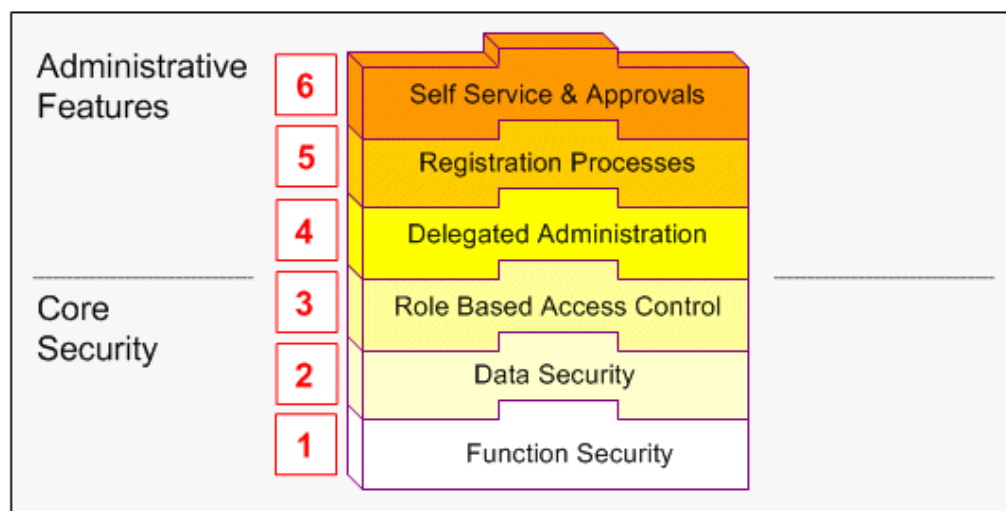 Administrative
Features
6
Self Service & Approvals
5
Registration Processes
4
Delegated Administration
Core
Security
3
Role Based Access Control
2
Data Security
1
Function Security